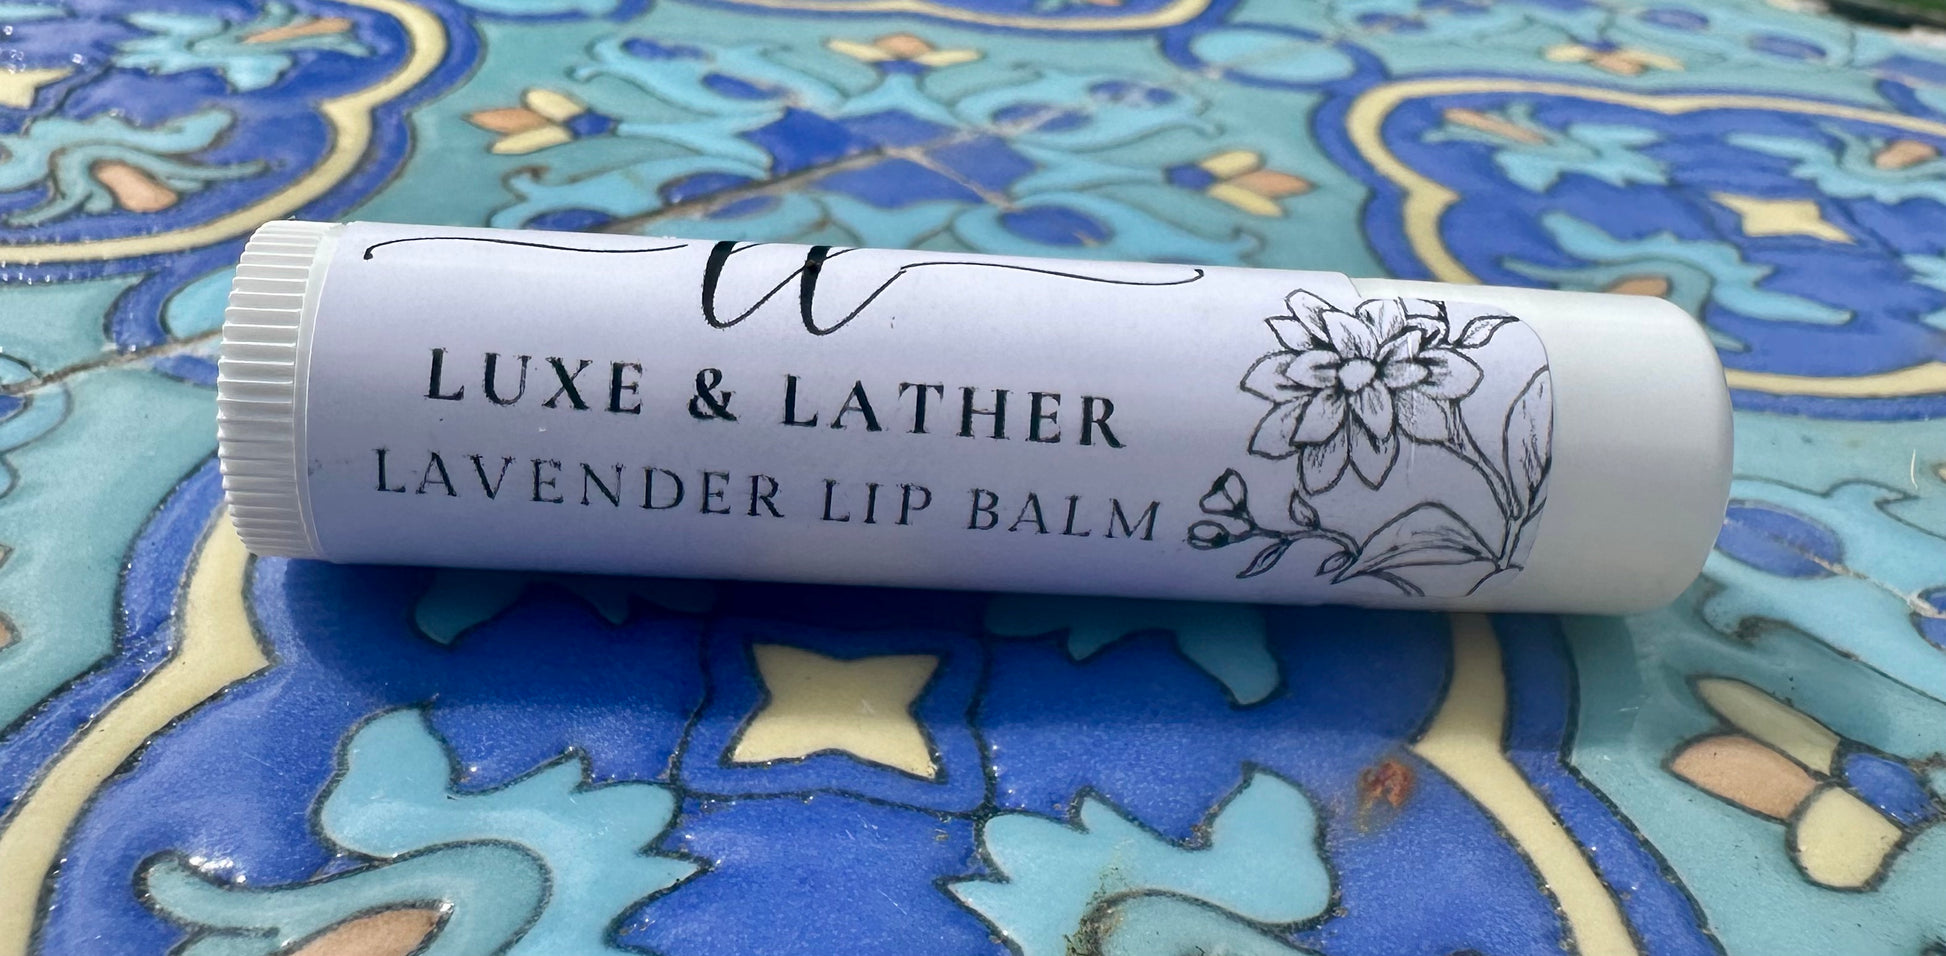 LUXE & LATHER
LAVENDER LIP BALM